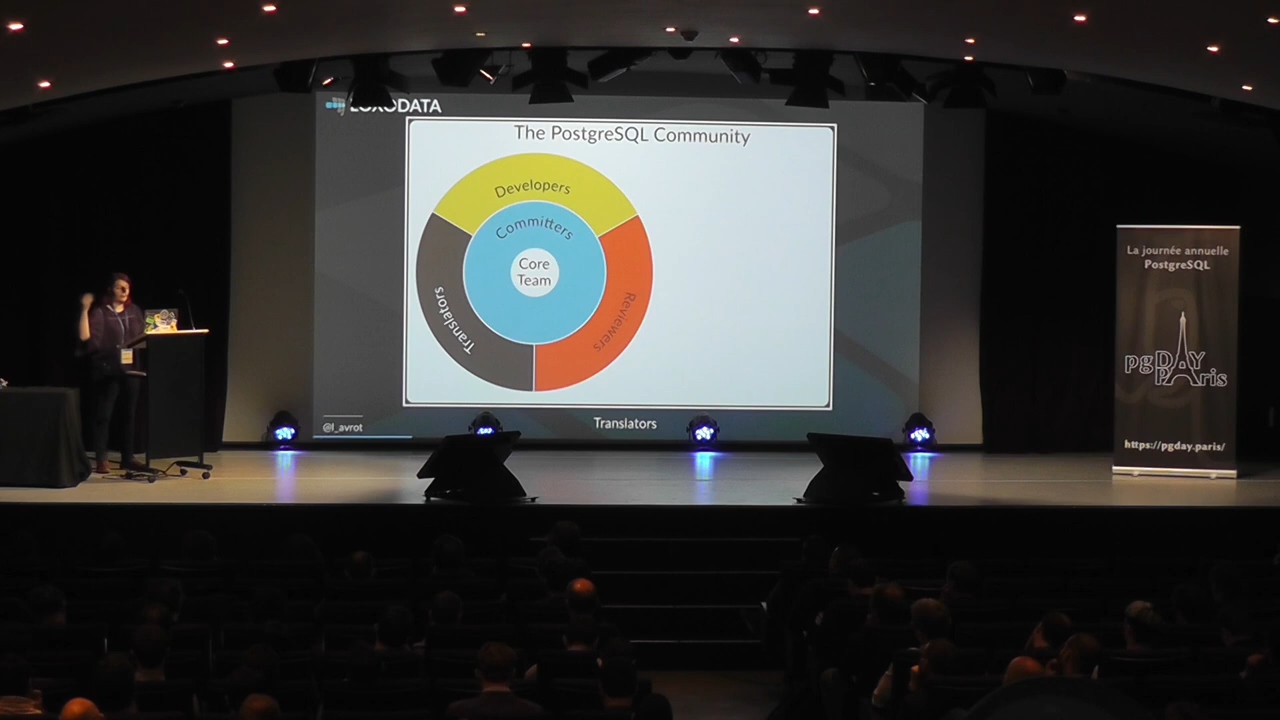 LOXODATA
The PostgreSQL Community
Developers
Committers
Core
Team
Translators
Reviewers
@l_avrot
Translators
La journée annuelle
PostgreSQL
pgDAY
PAris
https://pgday.paris/